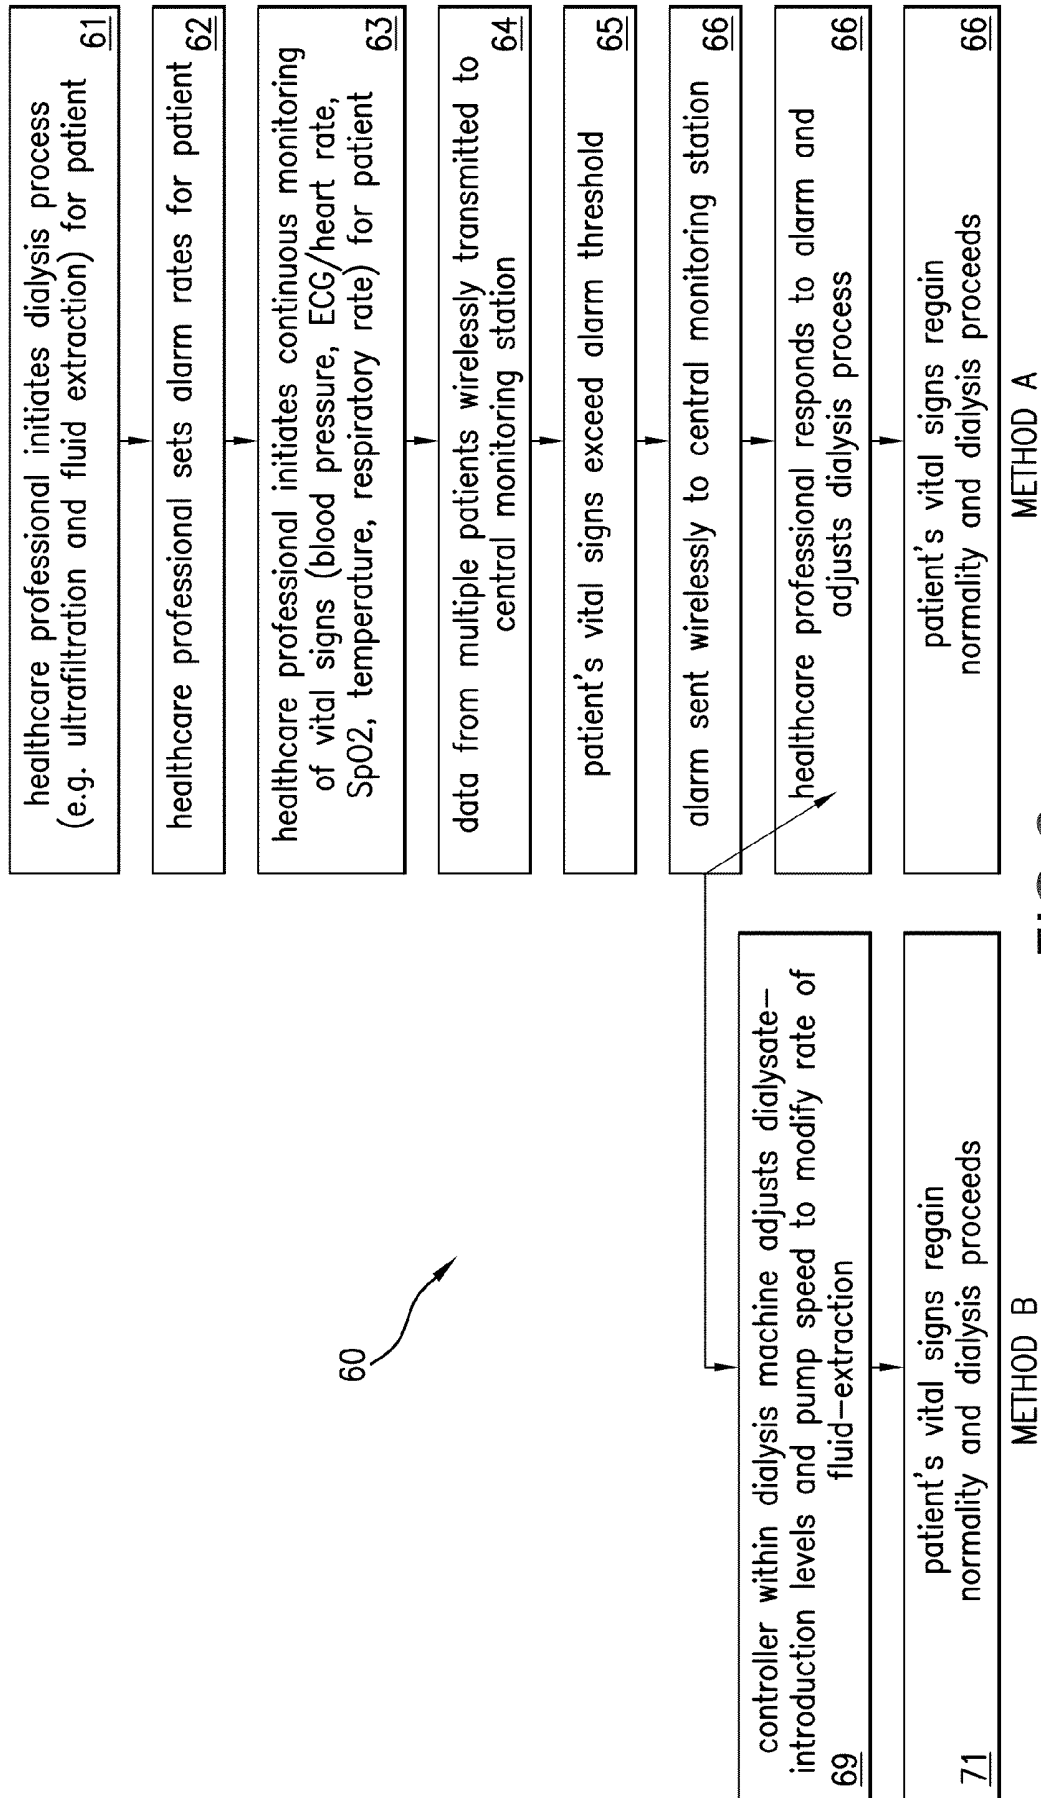 healthcare professional initiates dialysis process
(e.g. ultrafiltration and fluid extraction) for patient
61
healthcare professional sets alarm rates for patient
62
healthcare professional initiates continuous monitoring
of vital signs (blood pressure, ECG/heart rate,
SpO2, temperature, respiratory rate) for patient
63
data from multiple patients wirelessly transmitted to
central monitoring station
64
patient's vital signs exceed alarm threshold
65
alarm sent wirelessly to central monitoring station
66
healthcare professional responds to alarm and
adjusts dialysis process
66
patient's vital signs regain
normality and dialysis proceeds
66
METHOD A
60
controller within dialysis machine adjusts dialysate–
introduction levels and pump speed to modify rate of
fluid–extraction
69
patient's vital signs regain
normality and dialysis proceeds
71
METHOD B